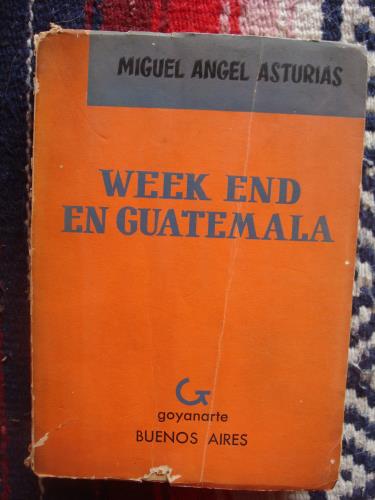 MIGUEL ANGEL ASTURIAS
WEEK END
EN GUATEMALA
G
goyanarte
BUENOS AIRES